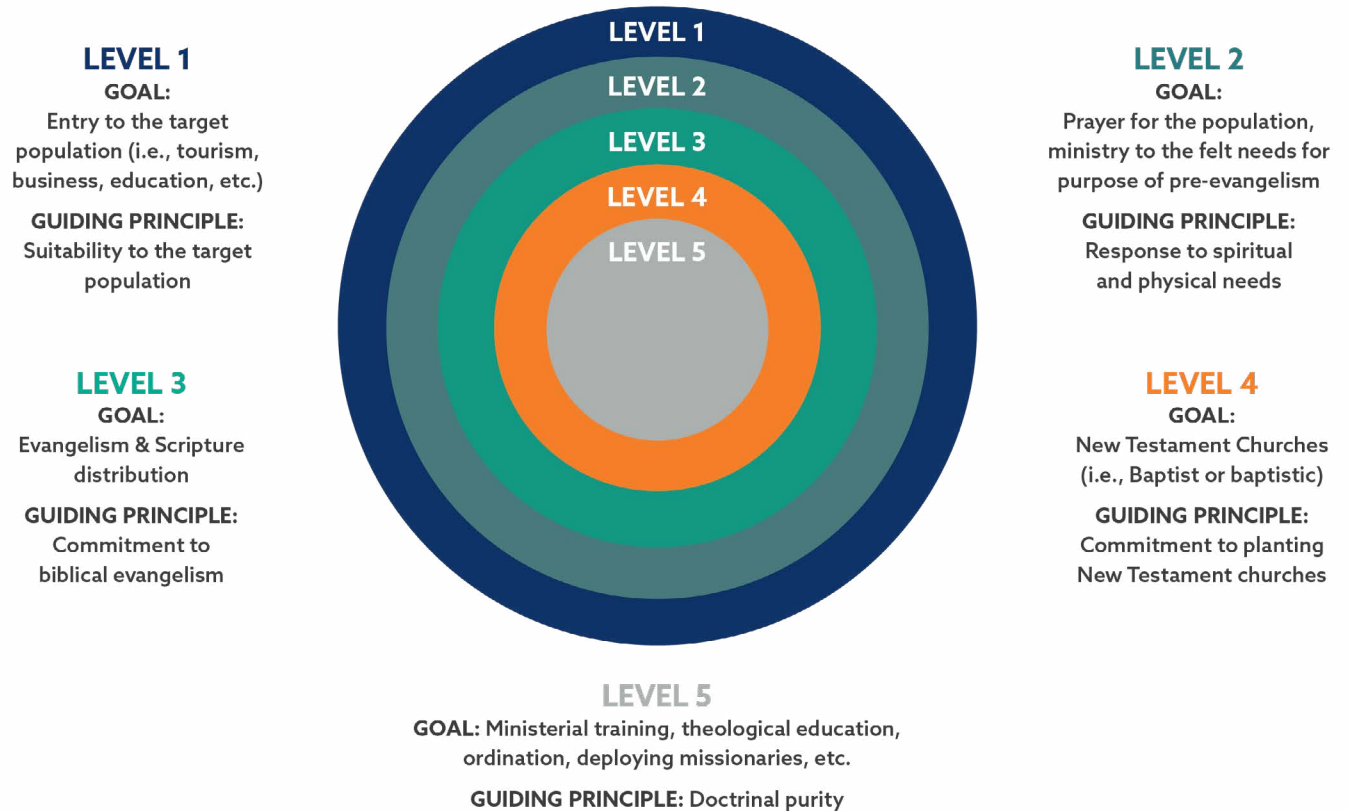 LEVEL 1
LEVEL 2
LEVEL 3
LEVEL 4
LEVEL 5
LEVEL 1
GOAL:
Entry to the target
population (i.e., tourism,
business, education, etc.)
GUIDING PRINCIPLE:
Suitability to the target
population
LEVEL 2
GOAL:
Prayer for the population,
ministry to the felt needs for
purpose of pre-evangelism
GUIDING PRINCIPLE:
Response to spiritual
and physical needs
LEVEL 3
GOAL:
Evangelism & Scripture
distribution
GUIDING PRINCIPLE:
Commitment to
biblical evangelism
LEVEL 4
GOAL:
New Testament Churches
(i.e., Baptist or baptistic)
GUIDING PRINCIPLE:
Commitment to planting
New Testament churches
LEVEL 5
GOAL: Ministerial training, theological education,
ordination, deploying missionaries, etc.
GUIDING PRINCIPLE: Doctrinal purity